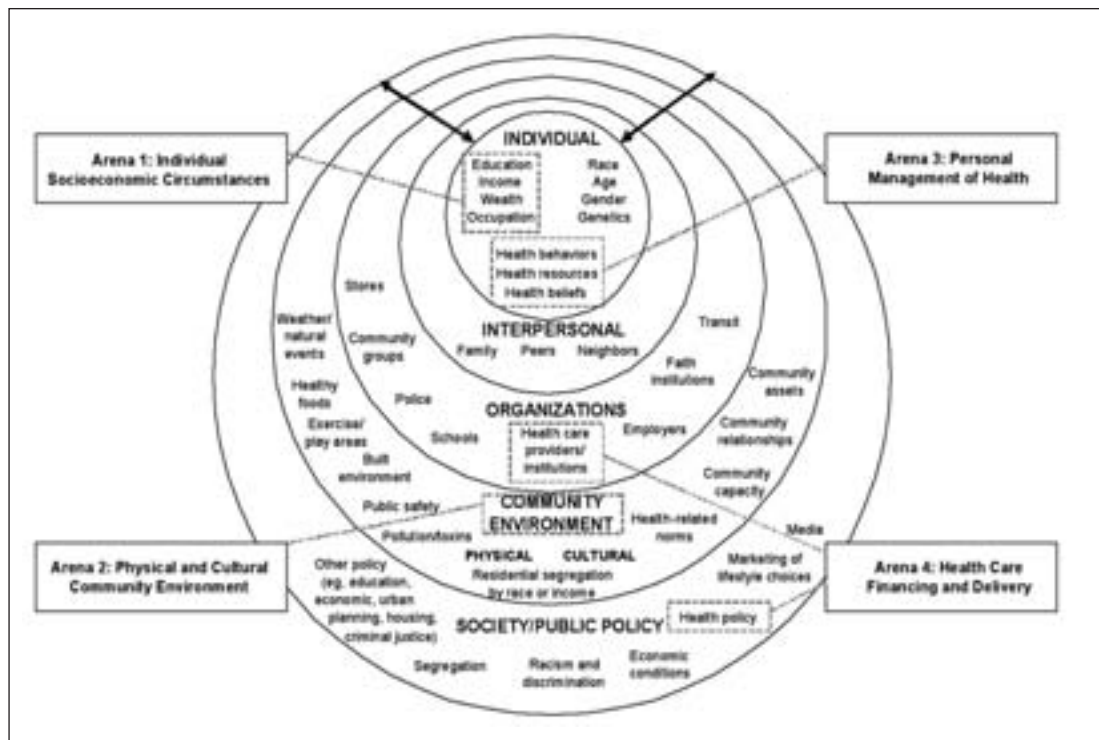 INDIVIDUAL
Education
Income
Wealth
Occupation
Race
Age
Gender
Genetics
Health behaviors
Health resources
Health beliefs
Arena 1: Individual
Socioeconomic Circumstances
Arena 3: Personal
Management of Health
INTERPERSONAL
Family
Peers
Neighbors
Stores
Community
groups
Police
Schools
ORGANIZATIONS
Health care
providers/
institutions
Employers
Faith
institutions
Transit
Weather/
natural
events
Healthy
foods
Exercise/
play areas
Built
environment
Public safety
Pollution/toxins
COMMUNITY
ENVIRONMENT
PHYSICAL
CULTURAL
Residential segregation
by race or income
Health-related
norms
Community
capacity
Community
relationships
Community
assets
Arena 2: Physical and Cultural
Community Environment
Arena 4: Health Care
Financing and Delivery
Other policy
(eg, education,
economic, urban
planning, housing,
criminal justice)
SOCIETY/PUBLIC POLICY
Health policy
Media
Marketing of
lifestyle choices
Segregation
Racism and
discrimination
Economic
conditions